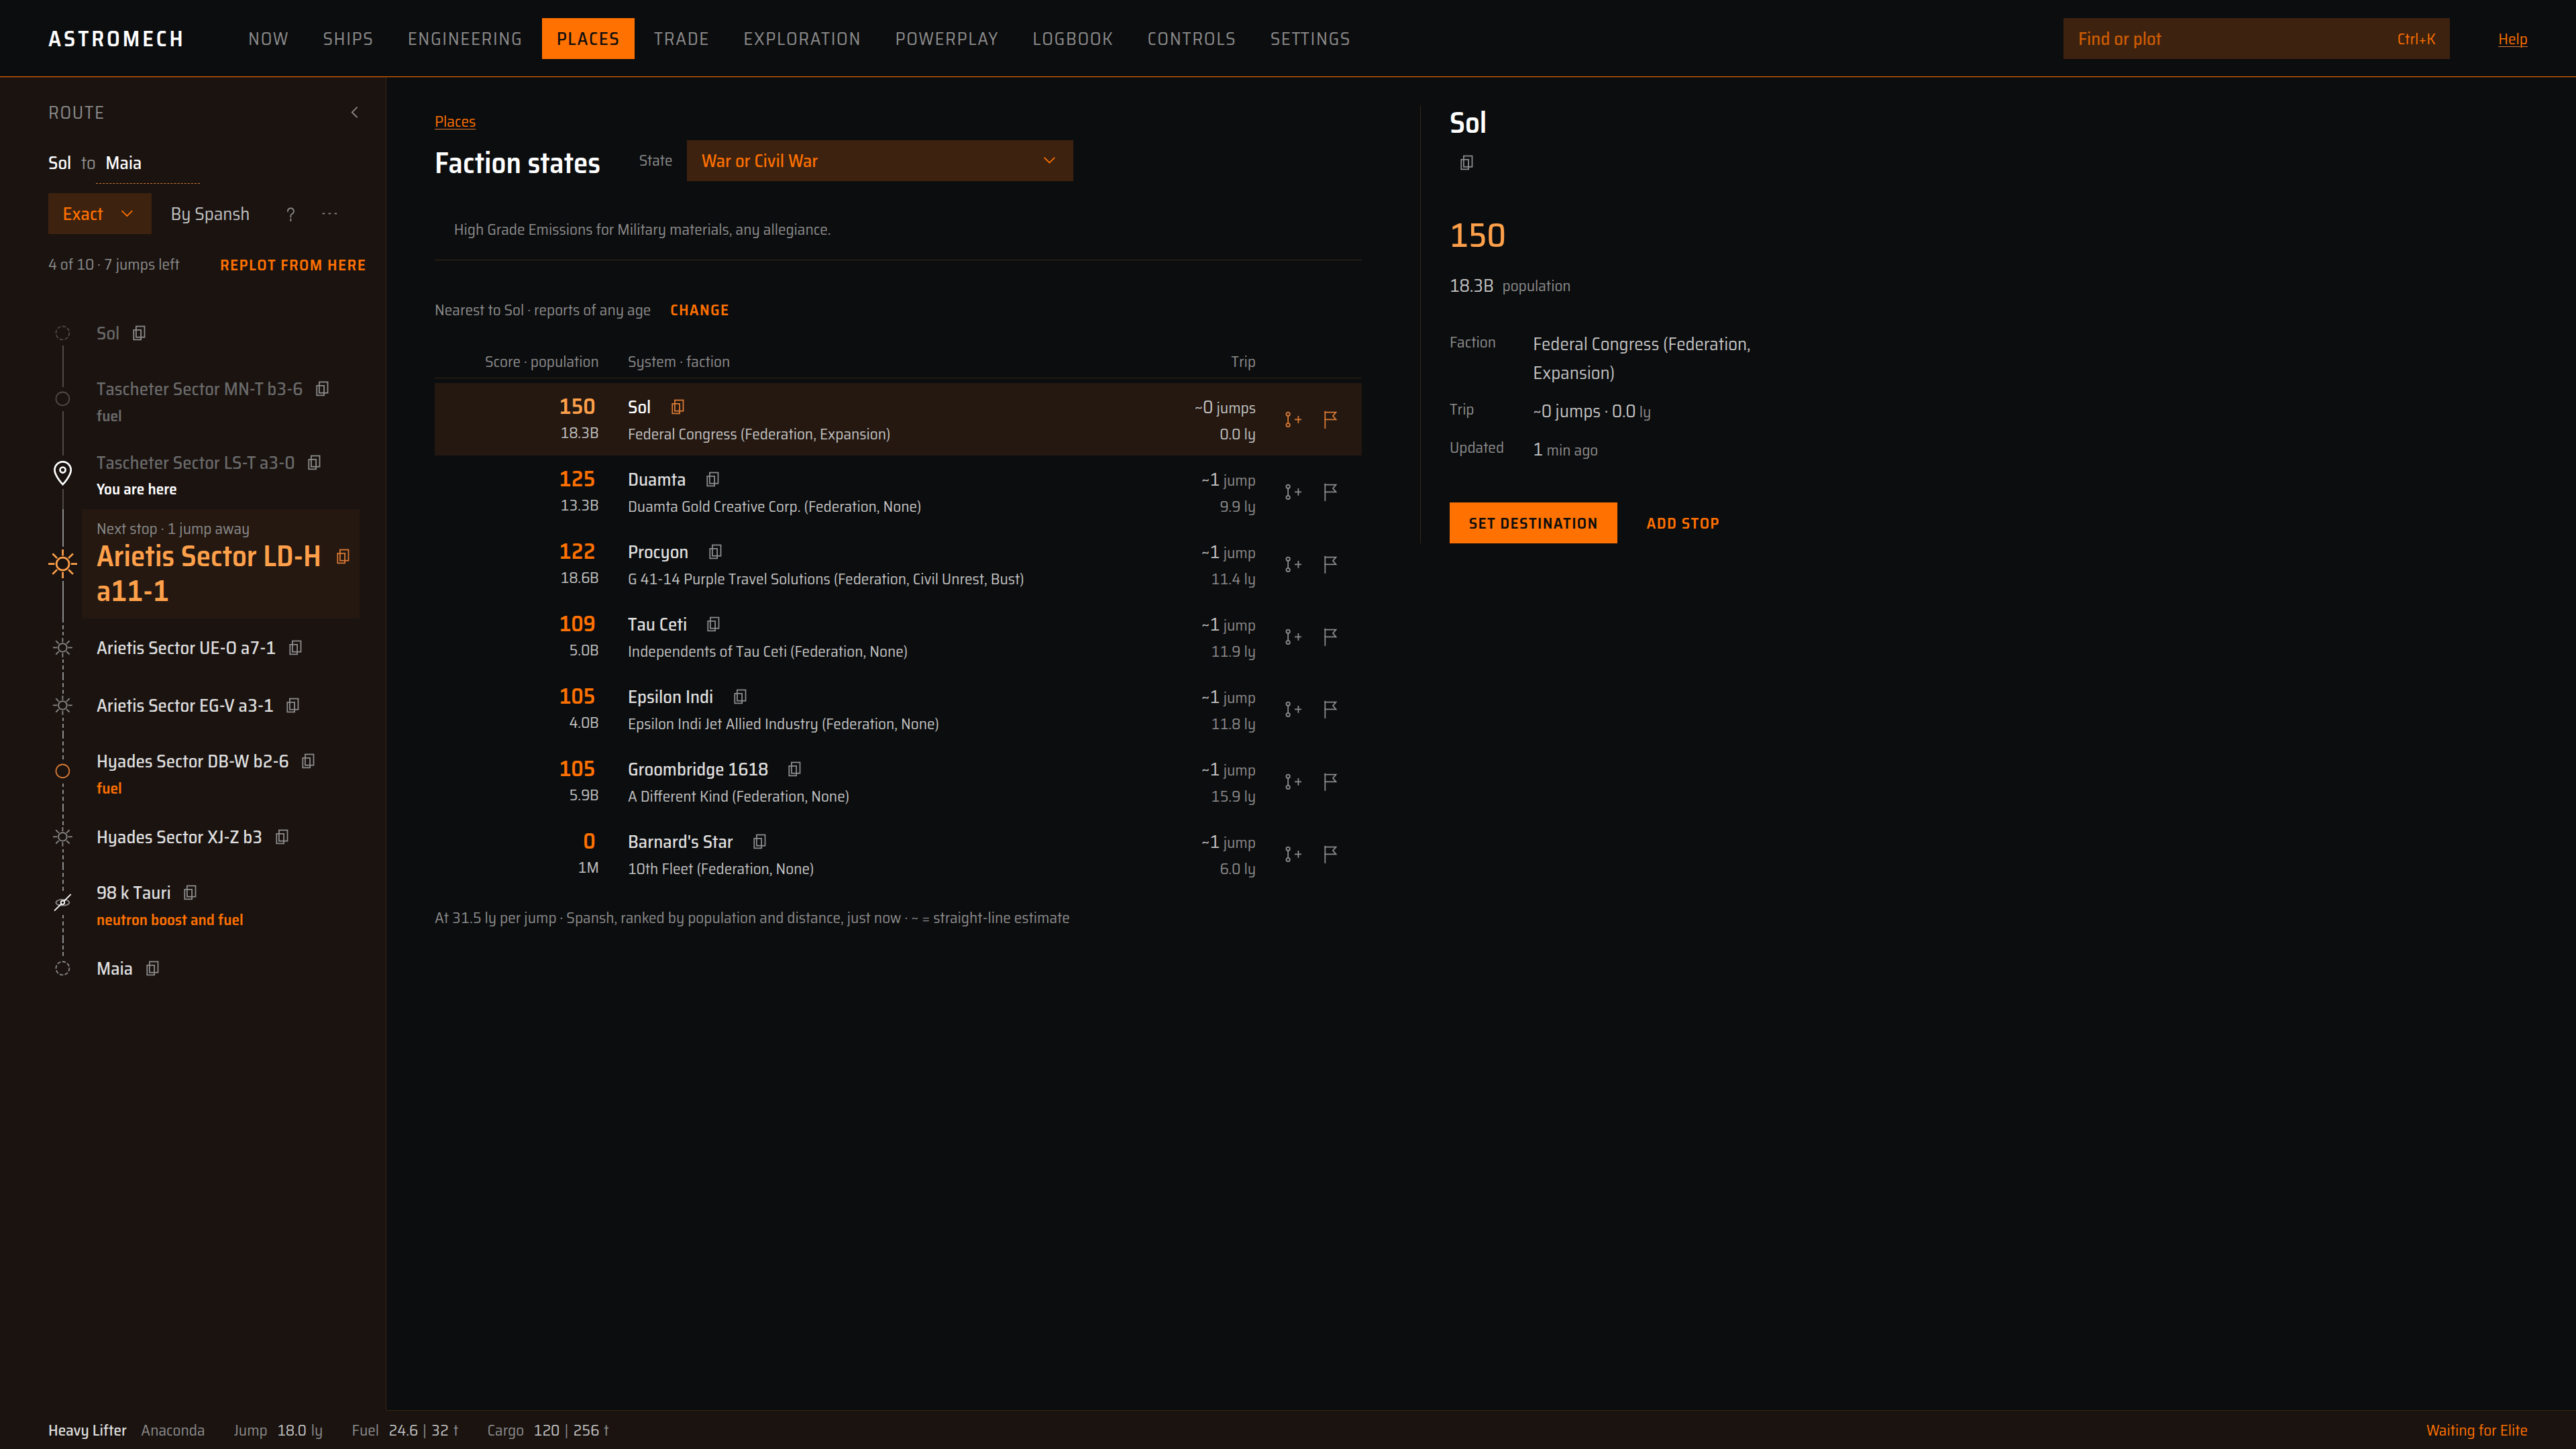 ASTROMECH
NOW
SHIPS
ENGINEERING
PLACES
TRADE
EXPLORATION
POWERPLAY
LOGBOOK
CONTROLS
SETTINGS
Find or plot Ctrl+K
Help
ROUTE
Sol to Maia
Exact
By Spansh
?
4 of 10 · 7 jumps left
REPLOT FROM HERE
Sol
Tascheter Sector MN-T b3-6
fuel
Tascheter Sector LS-T a3-0
You are here
Next stop · 1 jump away
Arietis Sector LD-H
a11-1
Arietis Sector UE-O a7-1
Arietis Sector EG-V a3-1
Hyades Sector DB-W b2-6
fuel
Hyades Sector XJ-Z b3
98 k Tauri
neutron boost and fuel
Maia
Places
Faction states
State
War or Civil War
High Grade Emissions for Military materials, any allegiance.
Nearest to Sol · reports of any age
CHANGE
Score · population System · faction Trip
150 Sol ~0 jumps
18.3B Federal Congress (Federation, Expansion) 0.0 ly
125 Duamta ~1 jump
13.3B Duamta Gold Creative Corp. (Federation, None) 9.9 ly
122 Procyon ~1 jump
18.6B G 41-14 Purple Travel Solutions (Federation, Civil Unrest, Bust) 11.4 ly
109 Tau Ceti ~1 jump
5.0B Independents of Tau Ceti (Federation, None) 11.9 ly
105 Epsilon Indi ~1 jump
4.0B Epsilon Indi Jet Allied Industry (Federation, None) 11.8 ly
105 Groombridge 1618 ~1 jump
5.9B A Different Kind (Federation, None) 15.9 ly
0 Barnard's Star ~1 jump
1M 10th Fleet (Federation, None) 6.0 ly
At 31.5 ly per jump · Spansh, ranked by population and distance, just now · ~ = straight-line estimate
Sol
150
18.3B population
Faction Federal Congress (Federation,
Expansion)
Trip ~0 jumps · 0.0 ly
Updated 1 min ago
SET DESTINATION
ADD STOP
Heavy Lifter Anaconda Jump 18.0 ly Fuel 24.6 | 32 t Cargo 120 | 256 t
Waiting for Elite